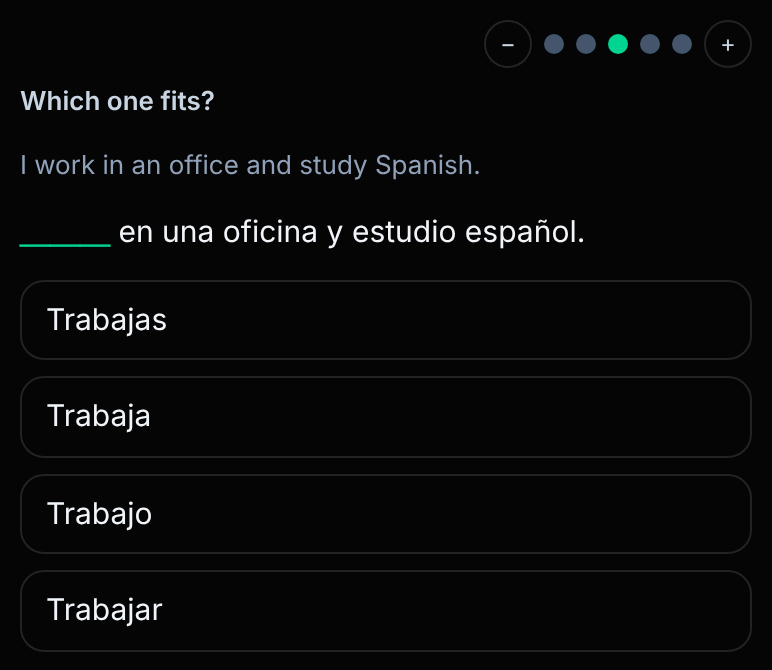 − +
Which one fits?
I work in an office and study Spanish.
______ en una oficina y estudio español.
Trabajas
Trabaja
Trabajo
Trabajar